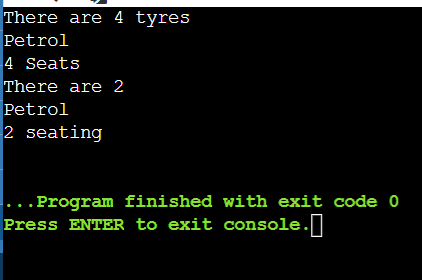 There are 4 tyres
Petrol
4 Seats
There are 2
Petrol
2 seating
...Program finished with exit code 0
Press ENTER to exit console.